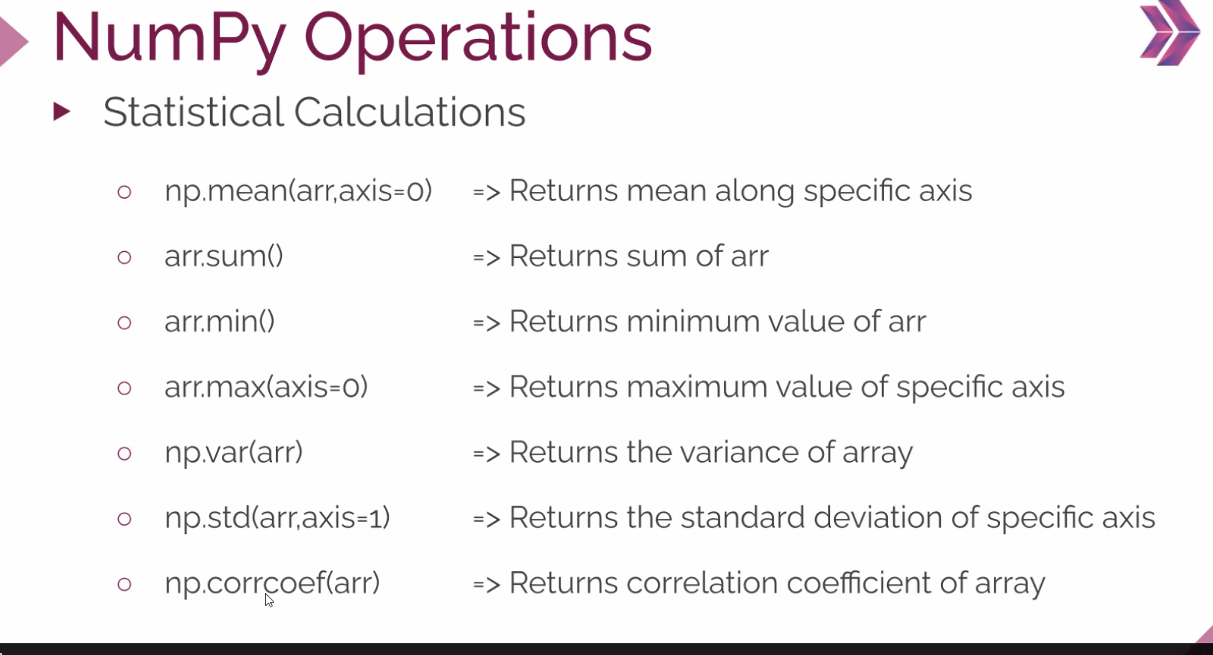 NumPy Operations
Statistical Calculations
np.mean(arr,axis=0) => Returns mean along specific axis
arr.sum() => Returns sum of arr
arr.min() => Returns minimum value of arr
arr.max(axis=0) => Returns maximum value of specific axis
np.var(arr) => Returns the variance of array
np.std(arr,axis=1) => Returns the standard deviation of specific axis
np.corrcoef(arr) => Returns correlation coefficient of array